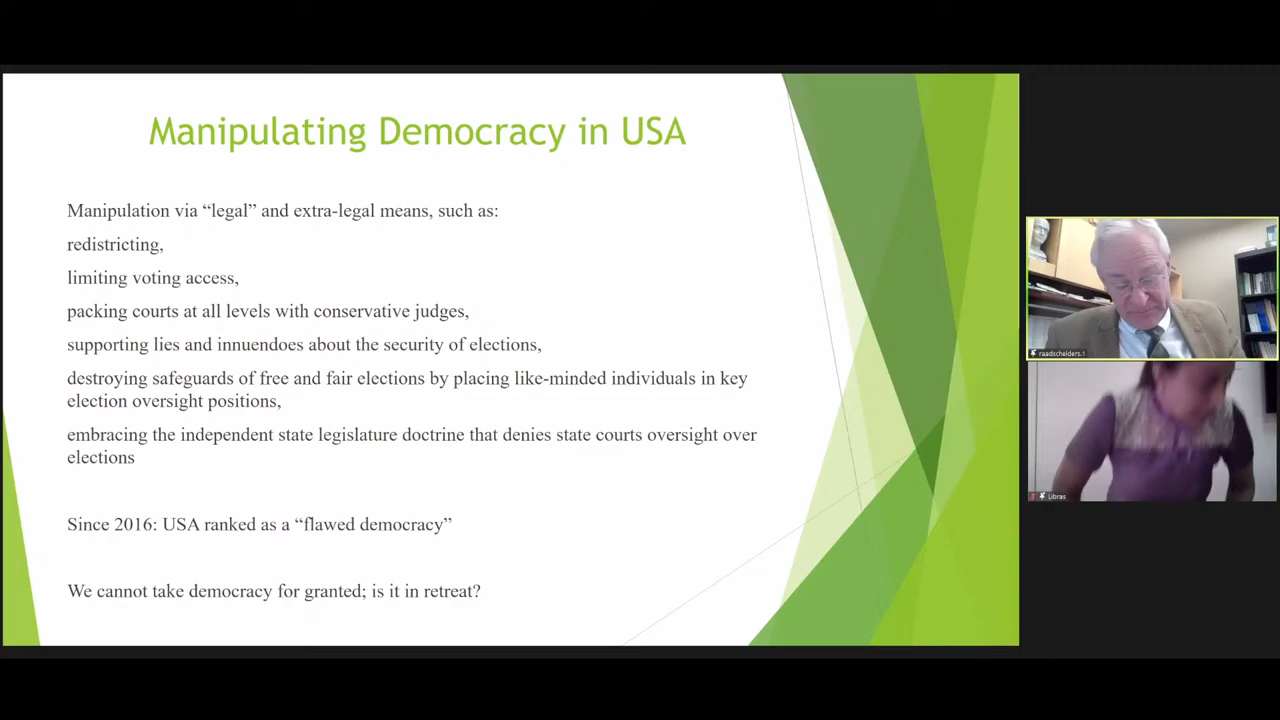 Manipulating Democracy in USA
Manipulation via “legal” and extra-legal means, such as:
redistricting,
limiting voting access,
packing courts at all levels with conservative judges,
supporting lies and innuendoes about the security of elections,
destroying safeguards of free and fair elections by placing like-minded individuals in key
election oversight positions,
embracing the independent state legislature doctrine that denies state courts oversight over
elections
Since 2016: USA ranked as a “flawed democracy”
We cannot take democracy for granted; is it in retreat?
raadschelders.1
Libras